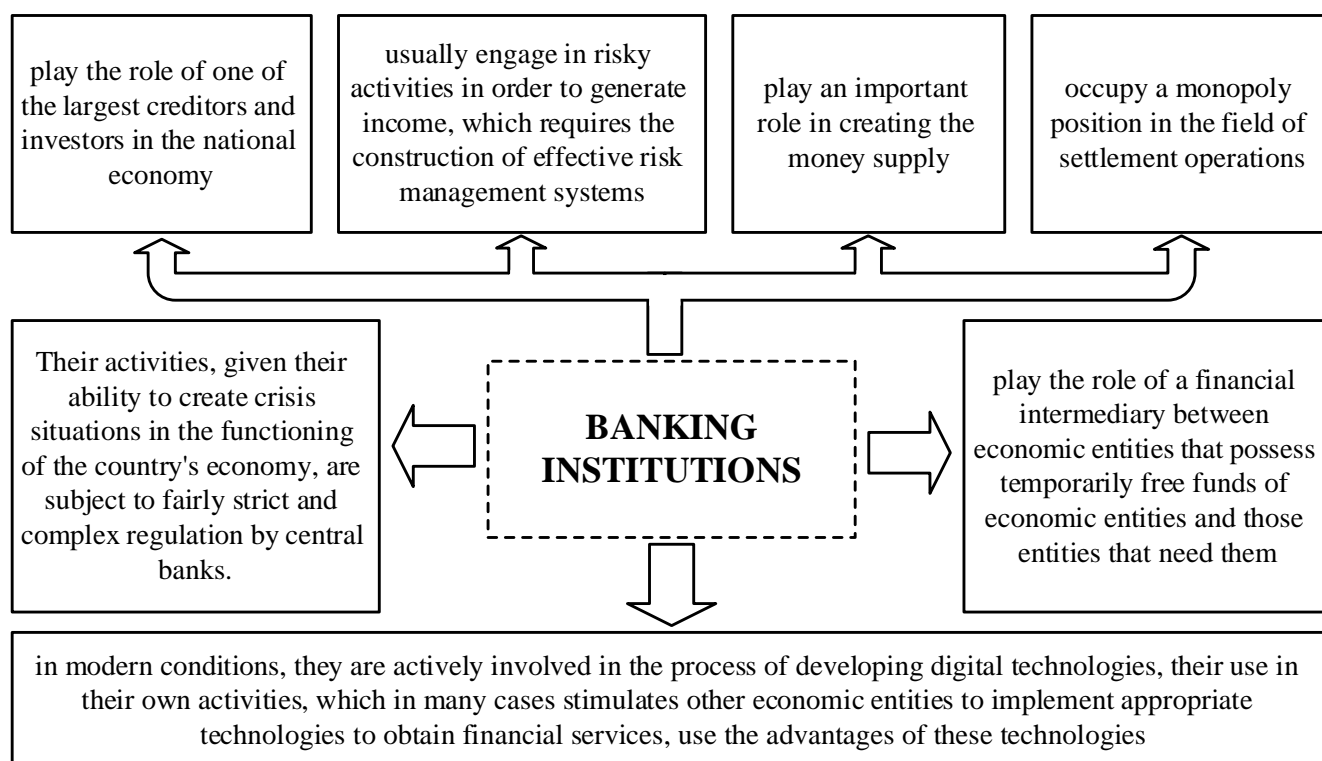 play the role of one of
the largest creditors and
investors in the national
economy
usually engage in risky
activities in order to generate
income, which requires the
construction of effective risk
management systems
play an important
role in creating the
money supply
occupy a monopoly
position in the field of
settlement operations
Their activities, given their
ability to create crisis
situations in the functioning
of the country's economy, are
subject to fairly strict and
complex regulation by central
banks.
BANKING
INSTITUTIONS
play the role of a financial
intermediary between
economic entities that possess
temporarily free funds of
economic entities and those
entities that need them
in modern conditions, they are actively involved in the process of developing digital technologies, their use in
their own activities, which in many cases stimulates other economic entities to implement appropriate
technologies to obtain financial services, use the advantages of these technologies